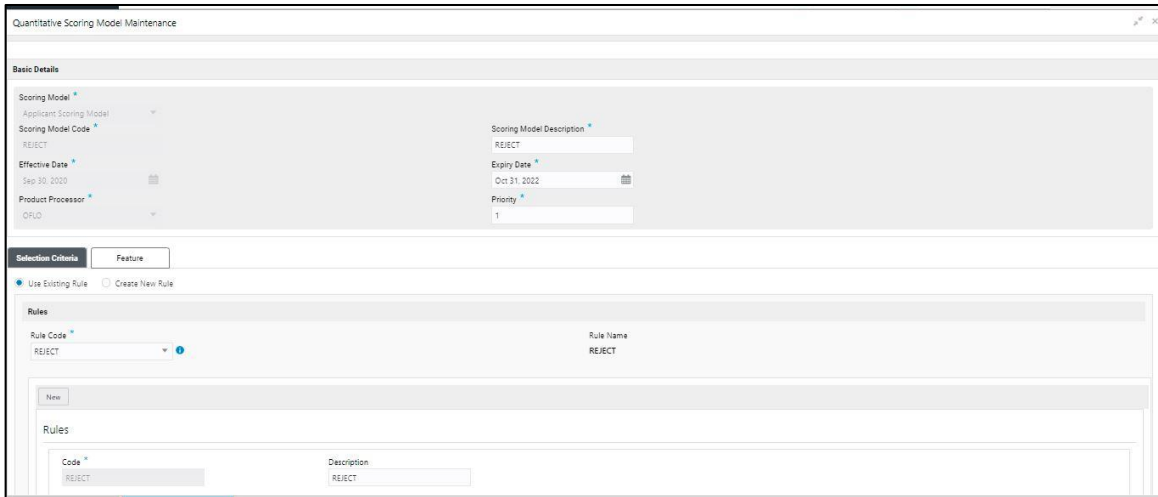 Quantitative Scoring Model Maintenance
Basic Details
Scoring Model *
Applicant Scoring Model
Scoring Model Code * Scoring Model Description *
REJECT REJECT
Effective Date * Expiry Date *
Sep 30, 2020 Oct 31, 2022
Product Processor * Priority *
OFLO 1
Selection Criteria Feature
Use Existing Rule Create New Rule
Rules
Rule Code * Rule Name
REJECT REJECT
New
Rules
Code * Description
REJECT REJECT